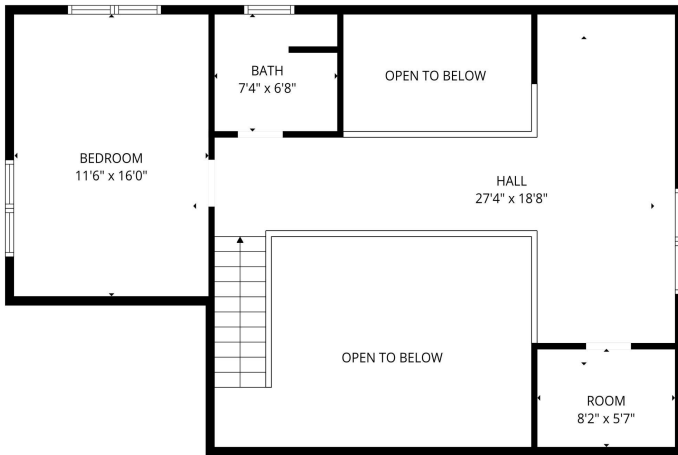 BATH
7'4" x 6'8"
OPEN TO BELOW
BEDROOM
11'6" x 16'0"
HALL
27'4" x 18'8"
OPEN TO BELOW
ROOM
8'2" x 5'7"